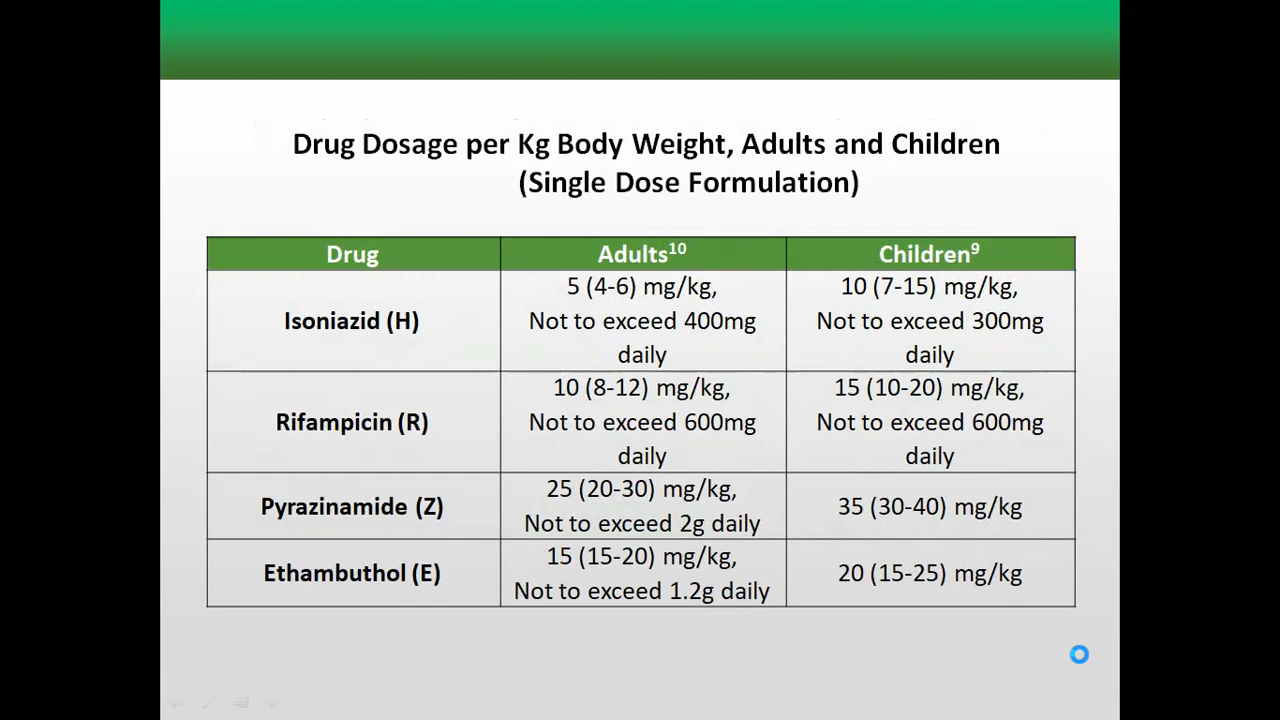 Drug Dosage per Kg Body Weight, Adults and Children
(Single Dose Formulation)
Drug
Adults10
Children9
Isoniazid (H)
5 (4-6) mg/kg,
Not to exceed 400mg
daily
10 (7-15) mg/kg,
Not to exceed 300mg
daily
Rifampicin (R)
10 (8-12) mg/kg,
Not to exceed 600mg
daily
15 (10-20) mg/kg,
Not to exceed 600mg
daily
Pyrazinamide (Z)
25 (20-30) mg/kg,
Not to exceed 2g daily
35 (30-40) mg/kg
Ethambuthol (E)
15 (15-20) mg/kg,
Not to exceed 1.2g daily
20 (15-25) mg/kg